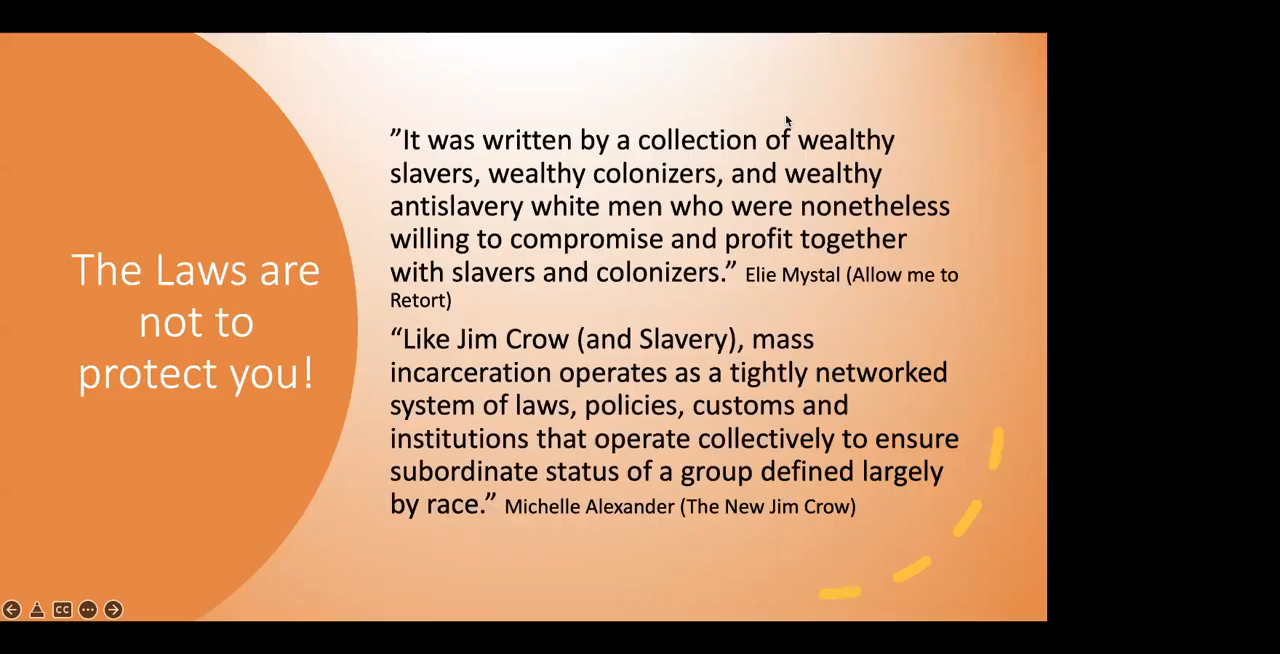 The Laws are
not to
protect you!
”It was written by a collection of wealthy
slavers, wealthy colonizers, and wealthy
antislavery white men who were nonetheless
willing to compromise and profit together
with slavers and colonizers.” Elie Mystal (Allow me to
Retort)
“Like Jim Crow (and Slavery), mass
incarceration operates as a tightly networked
system of laws, policies, customs and
institutions that operate collectively to ensure
subordinate status of a group defined largely
by race.” Michelle Alexander (The New Jim Crow)
CC